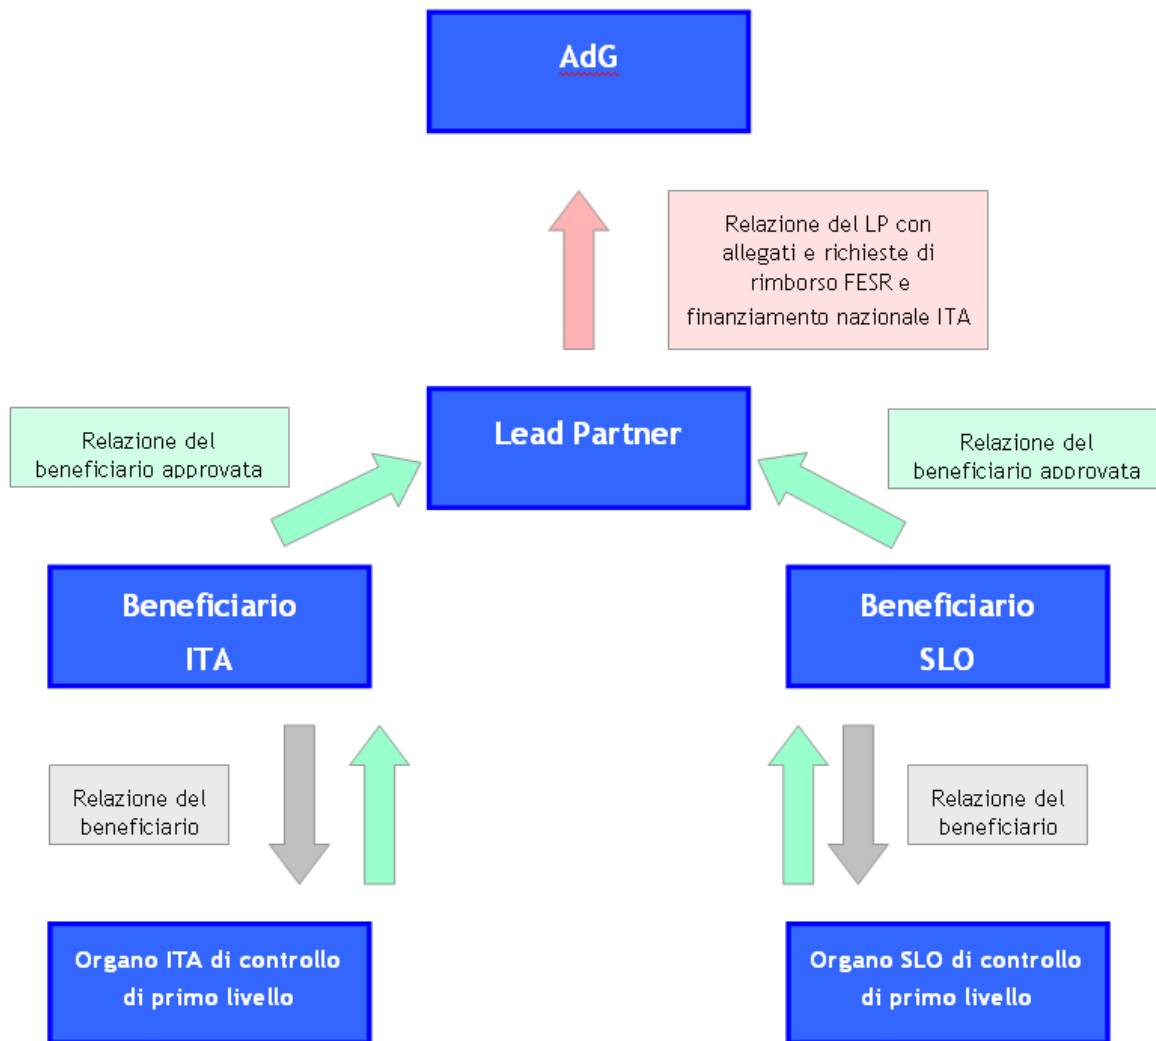 AdG
Relazione del LP con
allegati e richieste di
rimborso FESR e
finanziamento nazionale ITA
Lead Partner
Relazione del
beneficiario approvata
Relazione del
beneficiario approvata
Beneficiario
ITA
Beneficiario
SLO
Relazione del
beneficiario
Relazione del
beneficiario
Organo ITA di controllo
di primo livello
Organo SLO di controllo
di primo livello